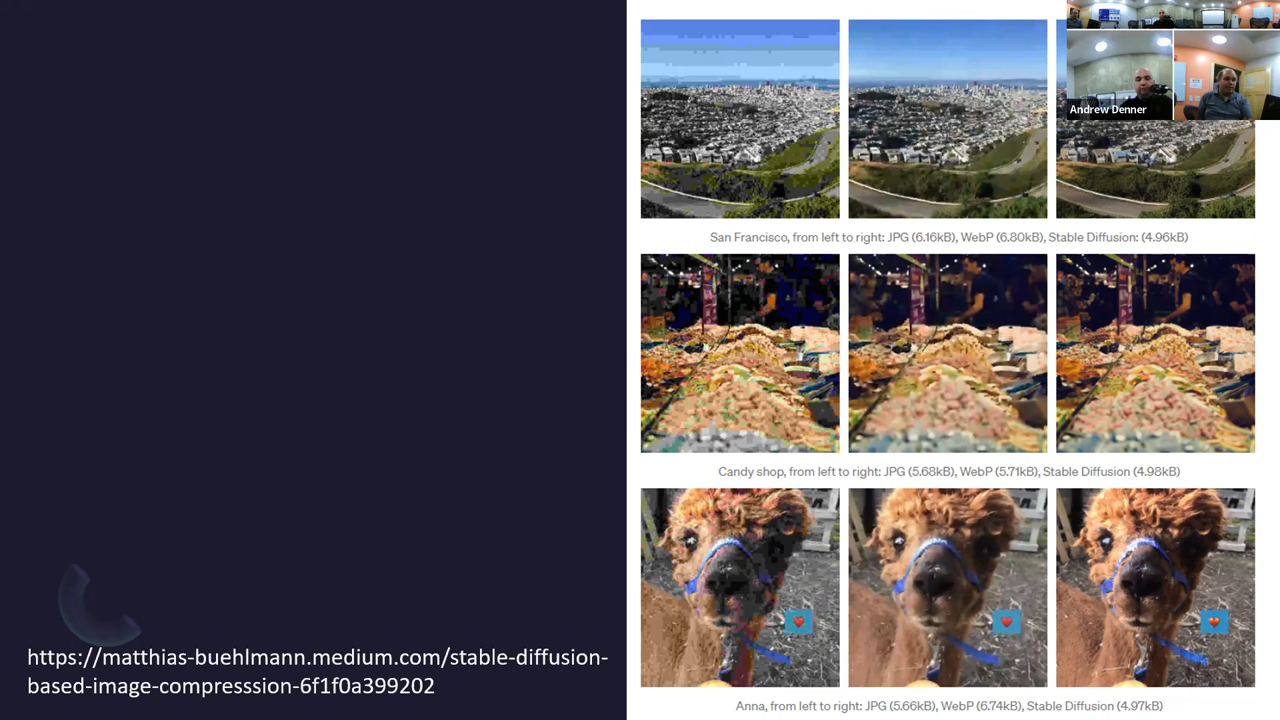 Andrew Denner
San Francisco, from left to right: JPG (6.16kB), WebP (6.80kB), Stable Diffusion: (4.96kB)
Candy shop, from left to right: JPG (5.68kB), WebP (5.71kB), Stable Diffusion (4.98kB)
https://matthias-buehlmann.medium.com/stable-diffusion-
based-image-compresssion-6f1f0a399202
Anna, from left to right: JPG (5.66kB), WebP (6.74kB), Stable Diffusion (4.97kB)